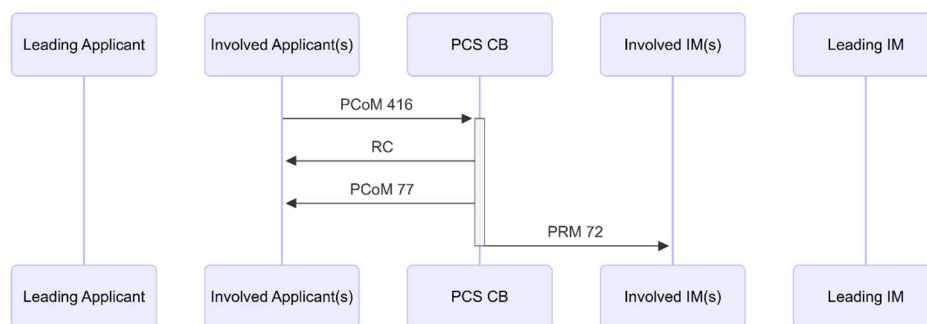 Leading Applicant
Involved Applicant(s)
PCS CB
Involved IM(s)
Leading IM
PCoM 416
RC
PCoM 77
PRM 72
Leading Applicant
Involved Applicant(s)
PCS CB
Involved IM(s)
Leading IM